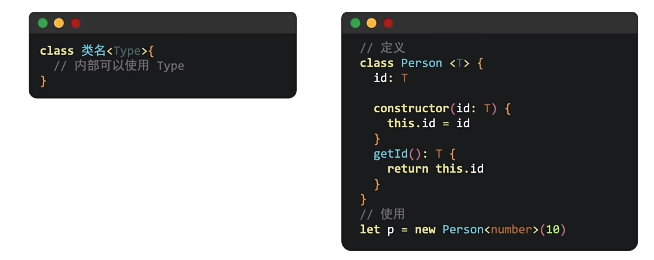 class 类名<Type>{
  // 内部可以使用 Type
}
// 定义
class Person <T> {
  id: T
  constructor(id: T) {
    this.id = id
  }
  getId(): T {
    return this.id
  }
}
// 使用
let p = new Person<number>(10)